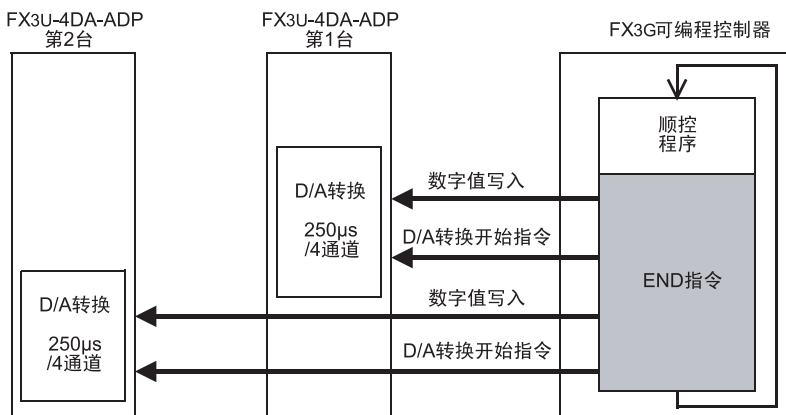 FX3U-4DA-ADP
第2台
FX3U-4DA-ADP
第1台
FX3G可编程控制器
顺控
程序
D/A转换
250μs
/4通道
数字值写入
D/A转换开始指令
END指令
D/A转换
250μs
/4通道
数字值写入
D/A转换开始指令